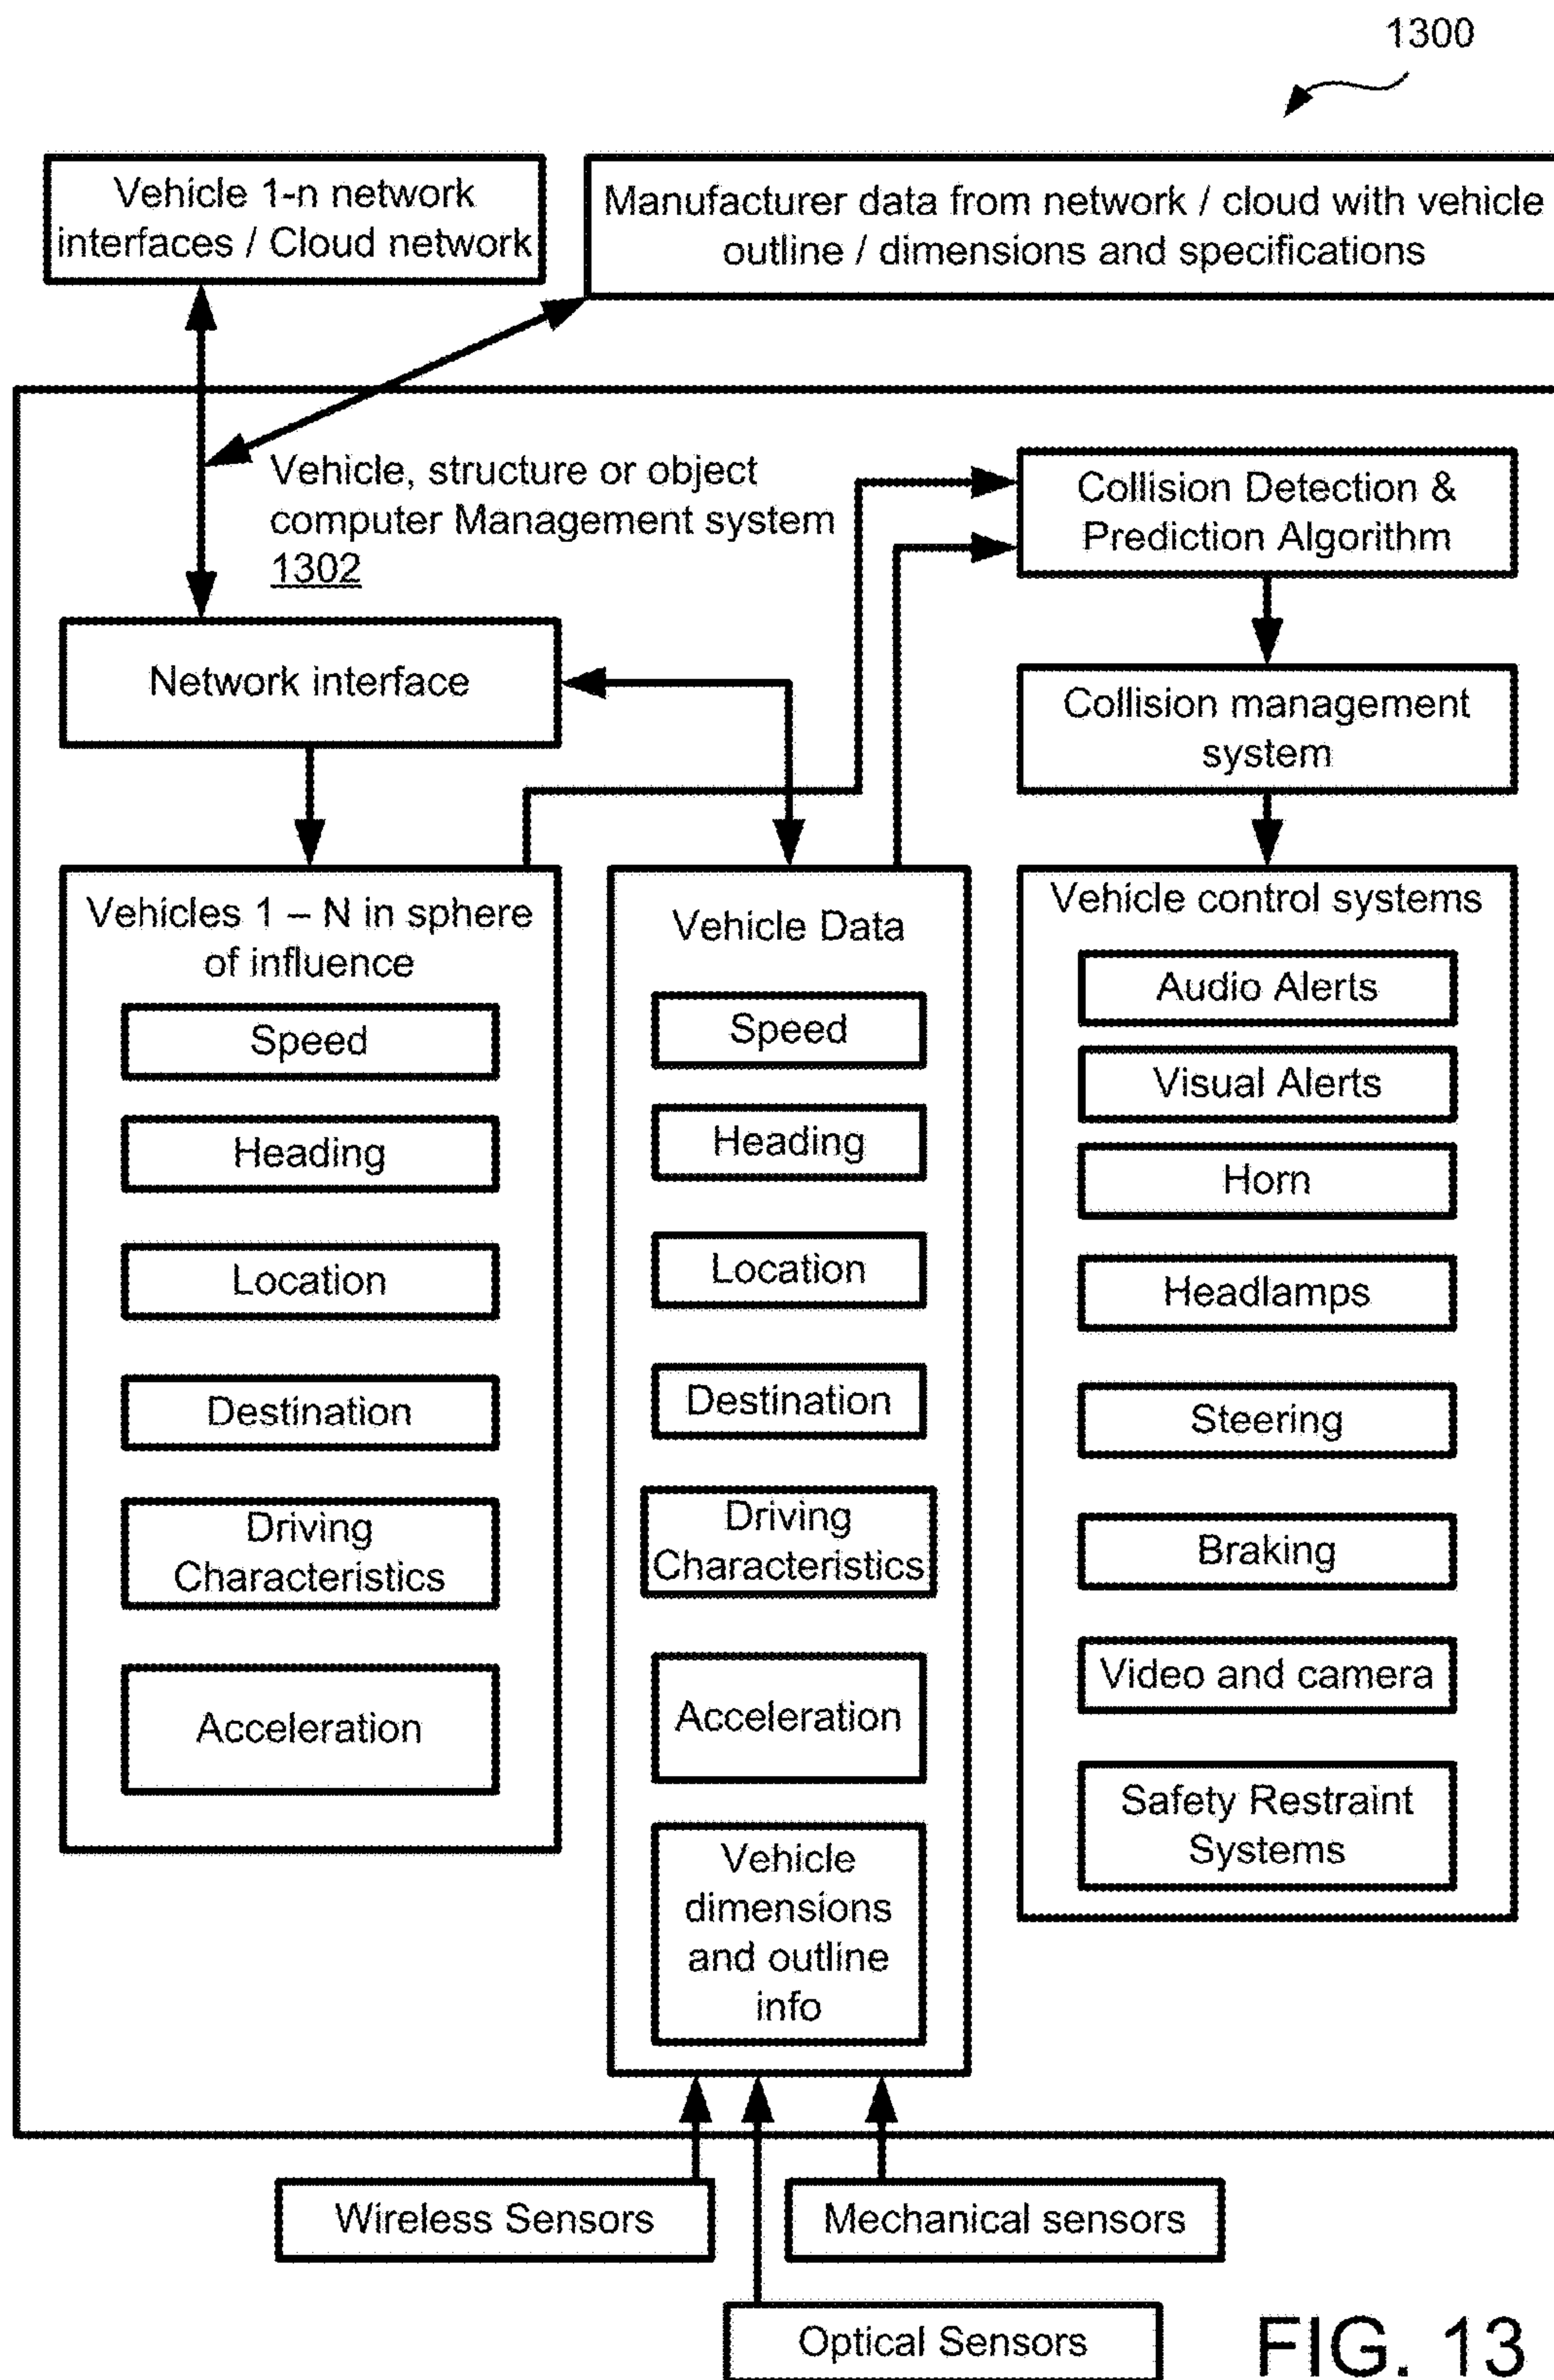 1300
Vehicle 1-n network
interfaces / Cloud network
Manufacturer data from network / cloud with vehicle
outline / dimensions and specifications
Vehicle, structure or object
computer Management system
1302
Collision Detection &
Prediction Algorithm
Network interface
Collision management
system
Vehicles 1 – N in sphere
of influence
Speed
Heading
Location
Destination
Driving
Characteristics
Acceleration
Vehicle Data
Speed
Heading
Location
Destination
Driving
Characteristics
Acceleration
Vehicle
dimensions
and outline
info
Vehicle control systems
Audio Alerts
Visual Alerts
Horn
Headlamps
Steering
Braking
Video and camera
Safety Restraint
Systems
Wireless Sensors
Mechanical sensors
Optical Sensors
FIG. 13